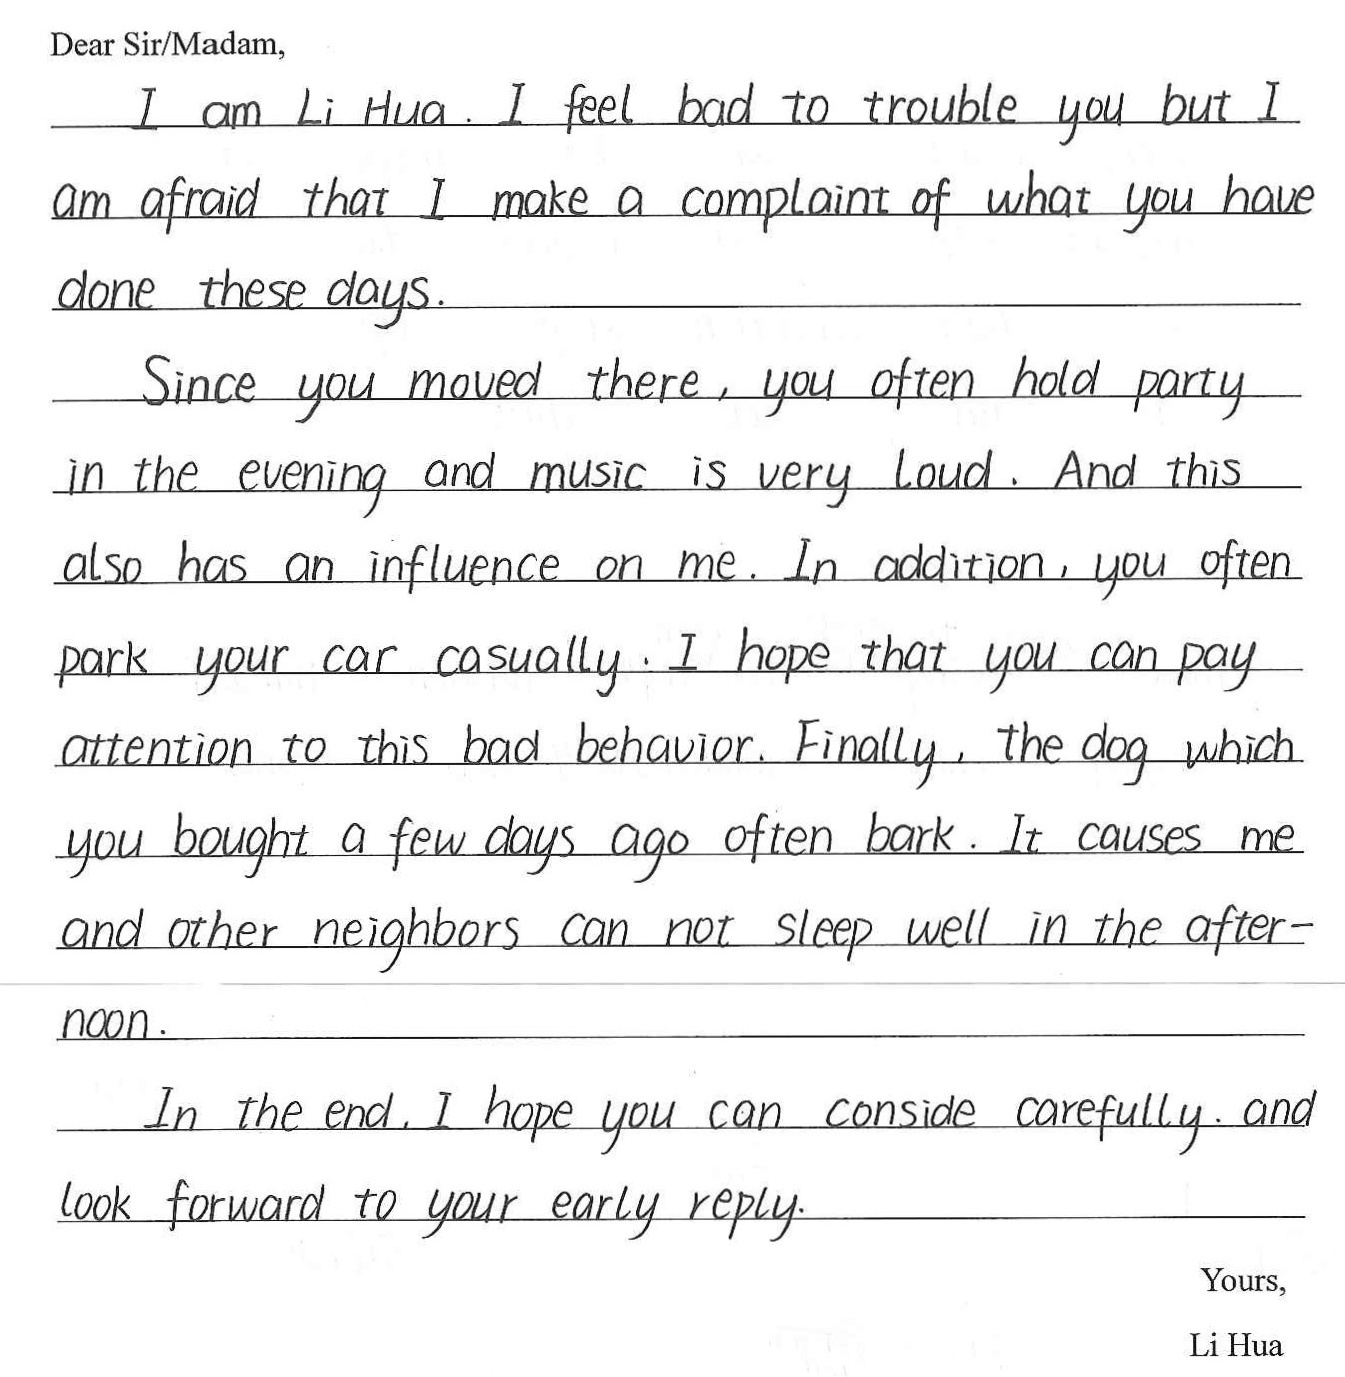 Dear Sir/Madam,
I am Li Hua. I feel bad to trouble you but I
am afraid that I make a complaint of what you have
done these days.
Since you moved there, you often hold party
in the evening and music is very loud. And this
also has an influence on me. In addition, you often
park your car casually. I hope that you can pay
attention to this bad behavior. Finally, the dog which
you bought a few days ago often bark. It causes me
and other neighbors can not sleep well in the after-
noon.
In the end, I hope you can conside carefully. and
look forward to your early reply.
Yours,
Li Hua